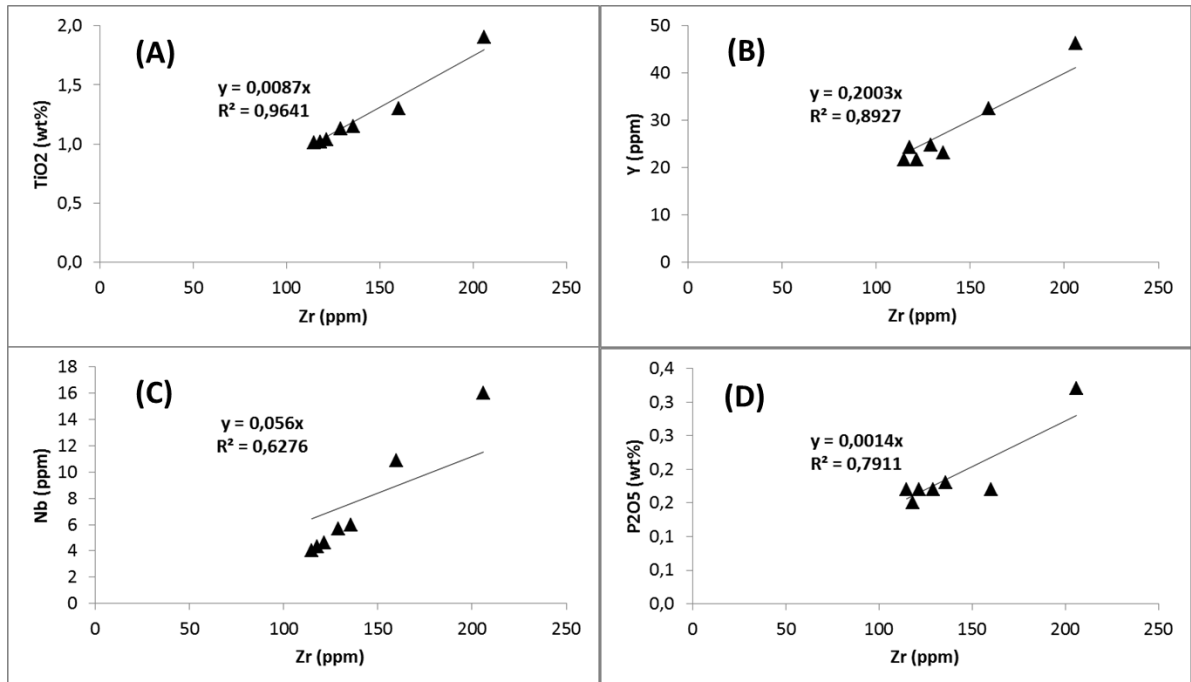 (A)
y = 0,0087x
R² = 0,9641
TiO2 (wt%)
2,0
1,5
1,0
0,5
0,0
0 50 100 150 200 250
Zr (ppm)
(B)
y = 0,2003x
R² = 0,8927
Y (ppm)
50
40
30
20
10
0
0 50 100 150 200 250
Zr (ppm)
(C)
y = 0,056x
R² = 0,6276
Nb (ppm)
18
16
14
12
10
8
6
4
2
0
0 50 100 150 200 250
Zr (ppm)
(D)
y = 0,0014x
R² = 0,7911
P2O5 (wt%)
0,4
0,3
0,3
0,2
0,2
0,1
0,1
0,0
0 50 100 150 200 250
Zr (ppm)